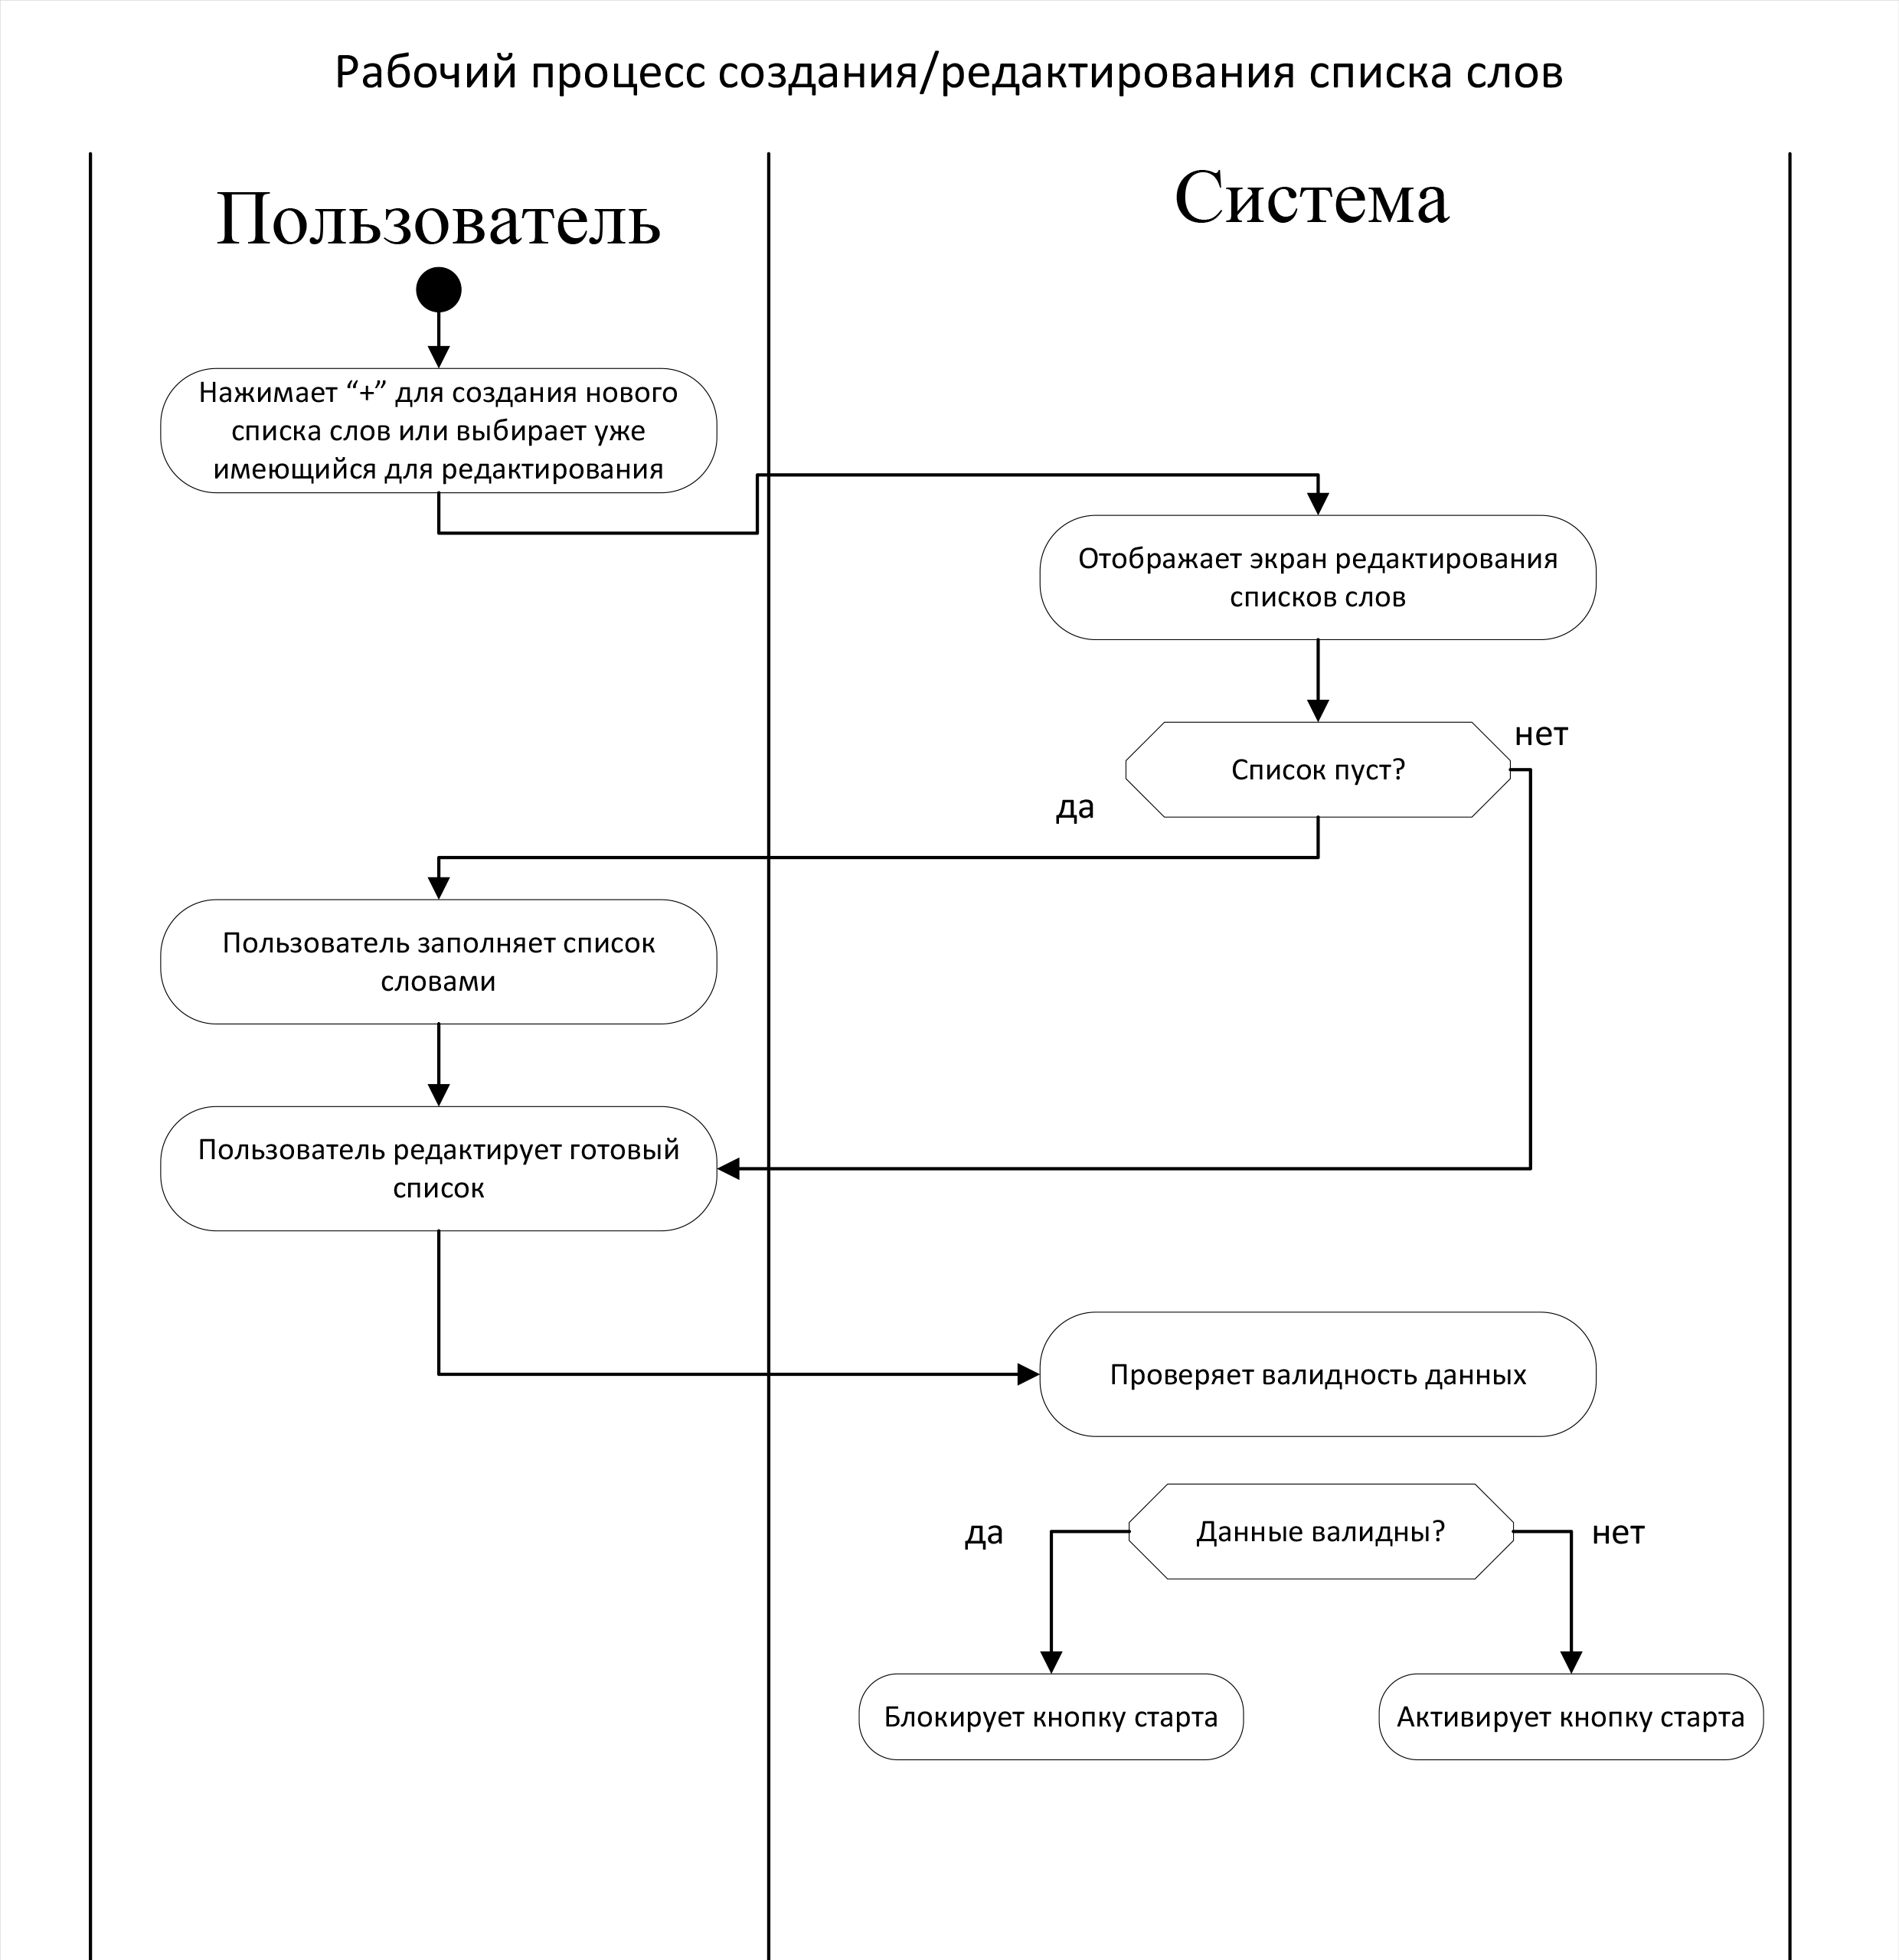 Рабочий процесс создания/редактирования списка слов
Пользователь
Система
Нажимает “+” для создания нового
списка слов или выбирает уже
имеющийся для редактирования
Отображает экран редактирования
списков слов
Список пуст?
нет
да
Пользователь заполняет список
словами
Пользователь редактирует готовый
список
Проверяет валидность данных
да
Данные валидны?
нет
Блокирует кнопку старта
Активирует кнопку старта